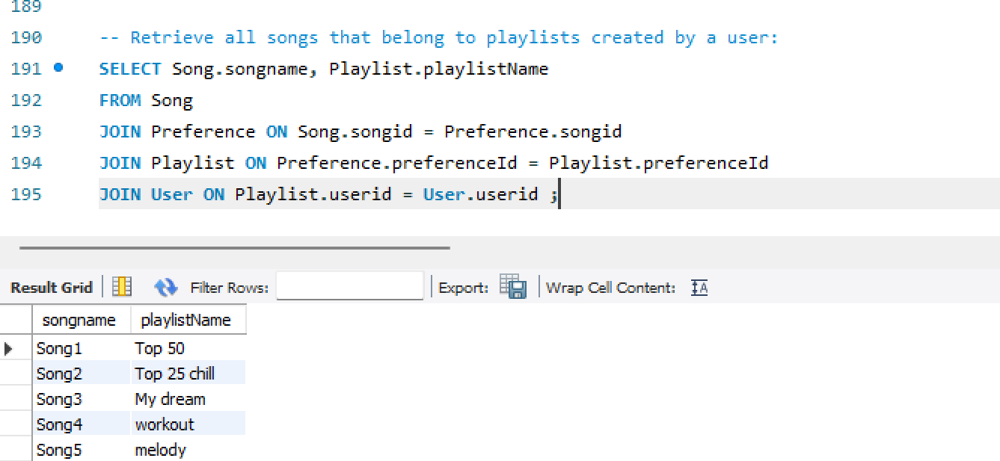 189
190 -- Retrieve all songs that belong to playlists created by a user:
191 SELECT Song.songname, Playlist.playlistName
192 FROM Song
193 JOIN Preference ON Song.songid = Preference.songid
194 JOIN Playlist ON Preference.preferenceId = Playlist.preferenceId
195 JOIN User ON Playlist.userid = User.userid ;
Result Grid Filter Rows: Export: Wrap Cell Content: IA
songname playlistName
Song1 Top 50
Song2 Top 25 chill
Song3 My dream
Song4 workout
Song5 melody